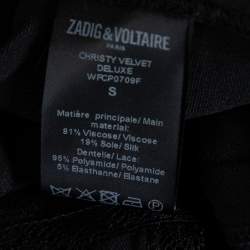 ZADIG & VOLTAIRE
PARIS
CHRISTY VELVET
DELUXE
WPCP0709F
S
Matière principale/Main
material:
81% Viscose/Viscose
19% Soie/ Silk
Dentelle/Lace:
95% Polyamide/Polyamide
5% Elasthanne/Elastane
P